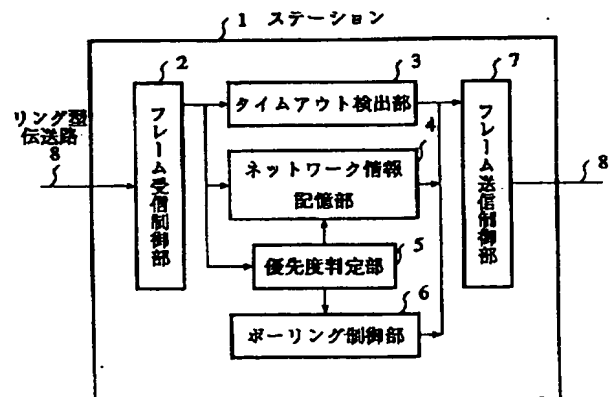 1 ステーション
2
フレーム受信制御部
3
タイムアウト検出部
7
フレーム送信制御部
リング型
伝送路
8
4
ネットワーク情報
記憶部
8
5
優先度判定部
6
ポーリング制御部